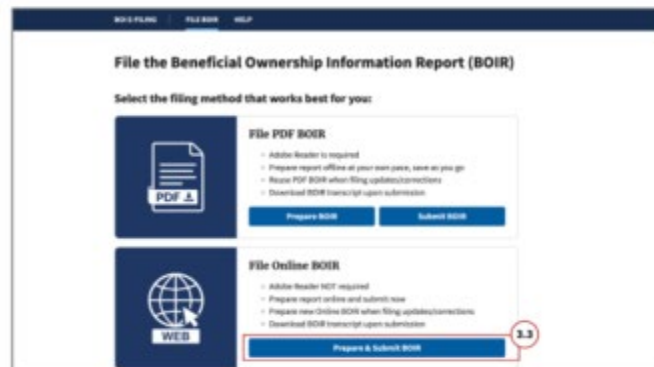 BOI E-FILING FILE BOIR HELP
File the Beneficial Ownership Information Report (BOIR)
Select the filing method that works best for you:
File PDF BOIR
Adobe Reader is required
Prepare report offline at your own pace, save as you go
Reuse PDF BOIR when filing updates/corrections
Download BOIR transcript upon submission
PDF
Prepare BOIR Submit BOIR
File Online BOIR
Adobe Reader NOT required
Prepare report online and submit now
Prepare new Online BOIR when filing updates/corrections
Download BOIR transcript upon submission
WEB
Prepare & Submit BOIR
3.3